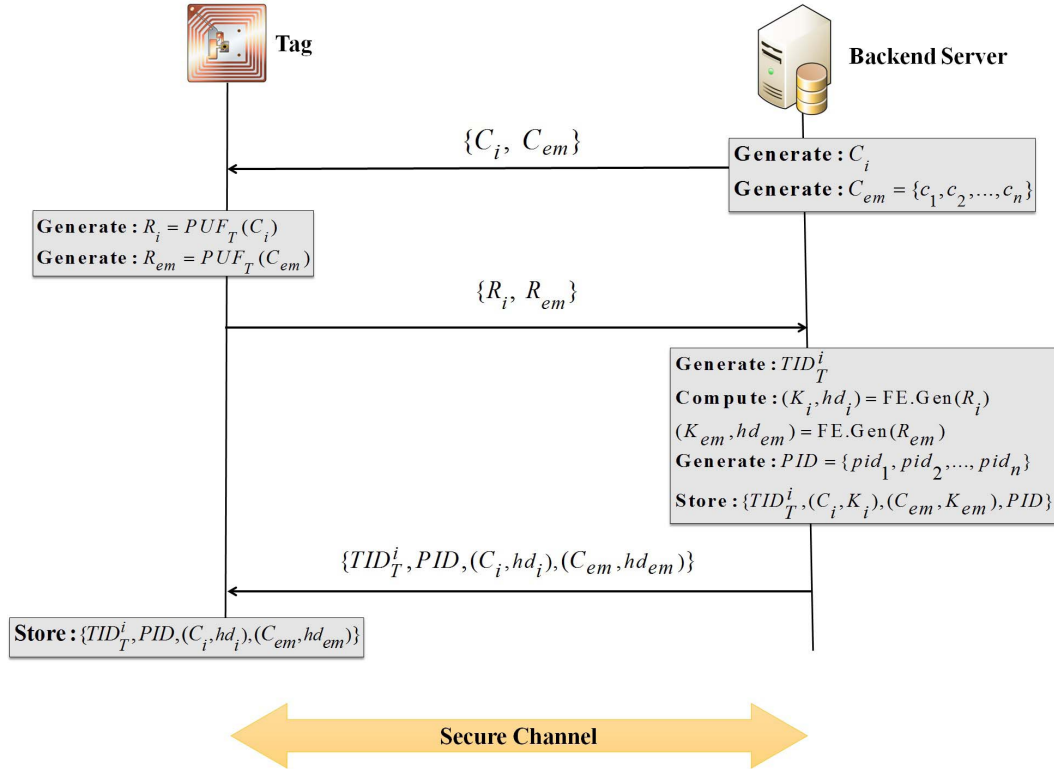 Tag
Backend Server
{C_i, C_em}
Generate: C_i
Generate: C_em = {c_1, c_2, ..., c_n}
Generate: R_i = PUF_T(C_i)
Generate: R_em = PUF_T(C_em)
{R_i, R_em}
Generate: TID_T^i
Compute: (K_i, hd_i) = FE.Gen(R_i)
(K_em, hd_em) = FE.Gen(R_em)
Generate: PID = {pid_1, pid_2, ..., pid_n}
Store: {TID_T^i, (C_i, K_i), (C_em, K_em), PID}
{TID_T^i, PID, (C_i, hd_i), (C_em, hd_em)}
Store: {TID_T^i, PID, (C_i, hd_i), (C_em, hd_em)}
Secure Channel